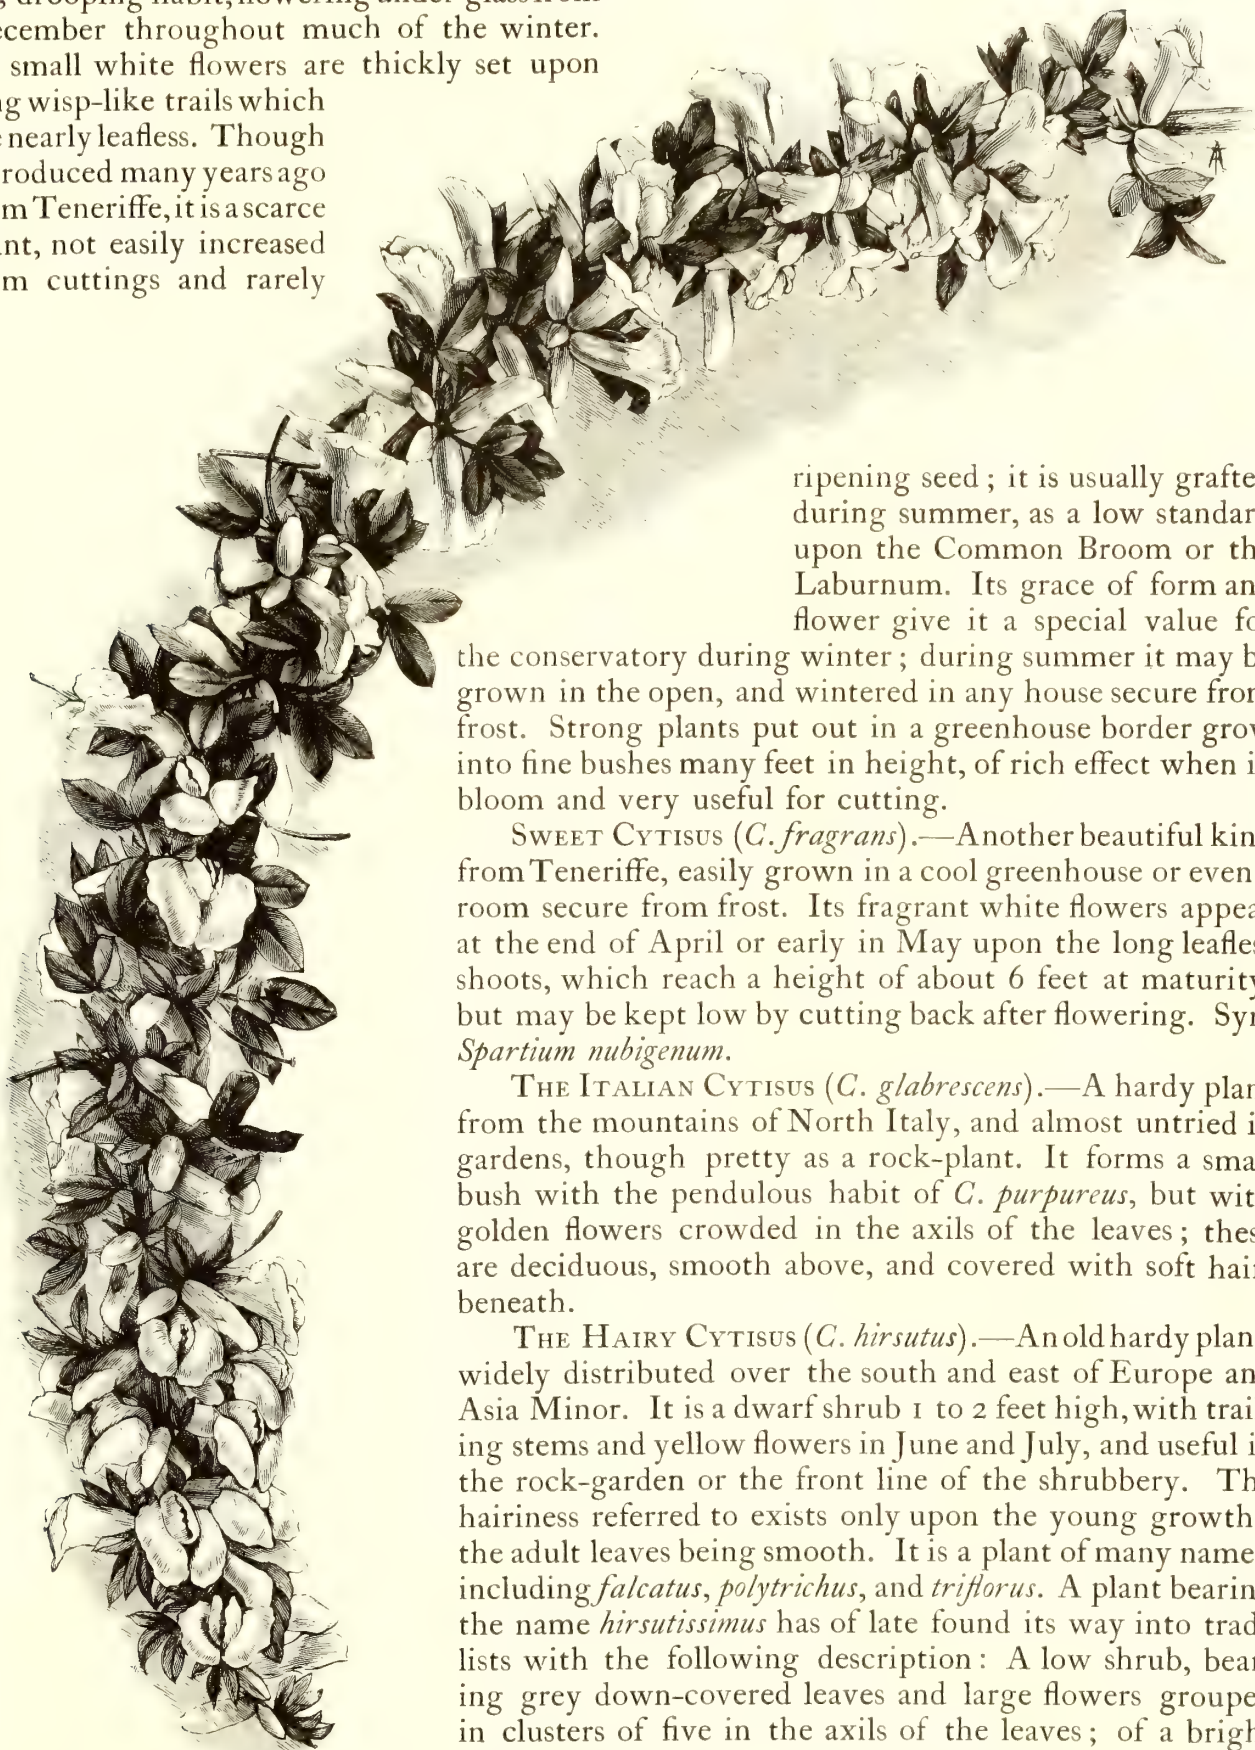 drooping habit, flowering under glass from
ecember throughout much of the winter.
small white flowers are thickly set upon
g wisp-like trails which
nearly leafless. Though
roduced many years ago
m Teneriffe, it is a scarce
nt, not easily increased
m cuttings and rarely
ripening seed ; it is usually grafte
during summer, as a low standar
upon the Common Broom or th
Laburnum. Its grace of form an
flower give it a special value fo
the conservatory during winter ; during summer it may b
grown in the open, and wintered in any house secure from
frost. Strong plants put out in a greenhouse border grow
into fine bushes many feet in height, of rich effect when i
bloom and very useful for cutting.
SWEET CYTISUS (C. fragrans).—Another beautiful kin
from Teneriffe, easily grown in a cool greenhouse or even
room secure from frost. Its fragrant white flowers appea
at the end of April or early in May upon the long leafles
shoots, which reach a height of about 6 feet at maturity
but may be kept low by cutting back after flowering. Syn
Spartium nubigenum.
THE ITALIAN CYTISUS (C. glabrescens).—A hardy plan
from the mountains of North Italy, and almost untried i
gardens, though pretty as a rock-plant. It forms a sma
bush with the pendulous habit of C. purpureus, but wit
golden flowers crowded in the axils of the leaves ; thes
are deciduous, smooth above, and covered with soft hair
beneath.
THE HAIRY CYTISUS (C. hirsutus).—An old hardy plan
widely distributed over the south and east of Europe an
Asia Minor. It is a dwarf shrub 1 to 2 feet high, with trai
ing stems and yellow flowers in June and July, and useful i
the rock-garden or the front line of the shrubbery. Th
hairiness referred to exists only upon the young growth
the adult leaves being smooth. It is a plant of many name
including falcatus, polytrichus, and triflorus. A plant bearin
the name hirsutissimus has of late found its way into trad
lists with the following description : A low shrub, bear
ing grey down-covered leaves and large flowers groupe
in clusters of five in the axils of the leaves ; of a brigh